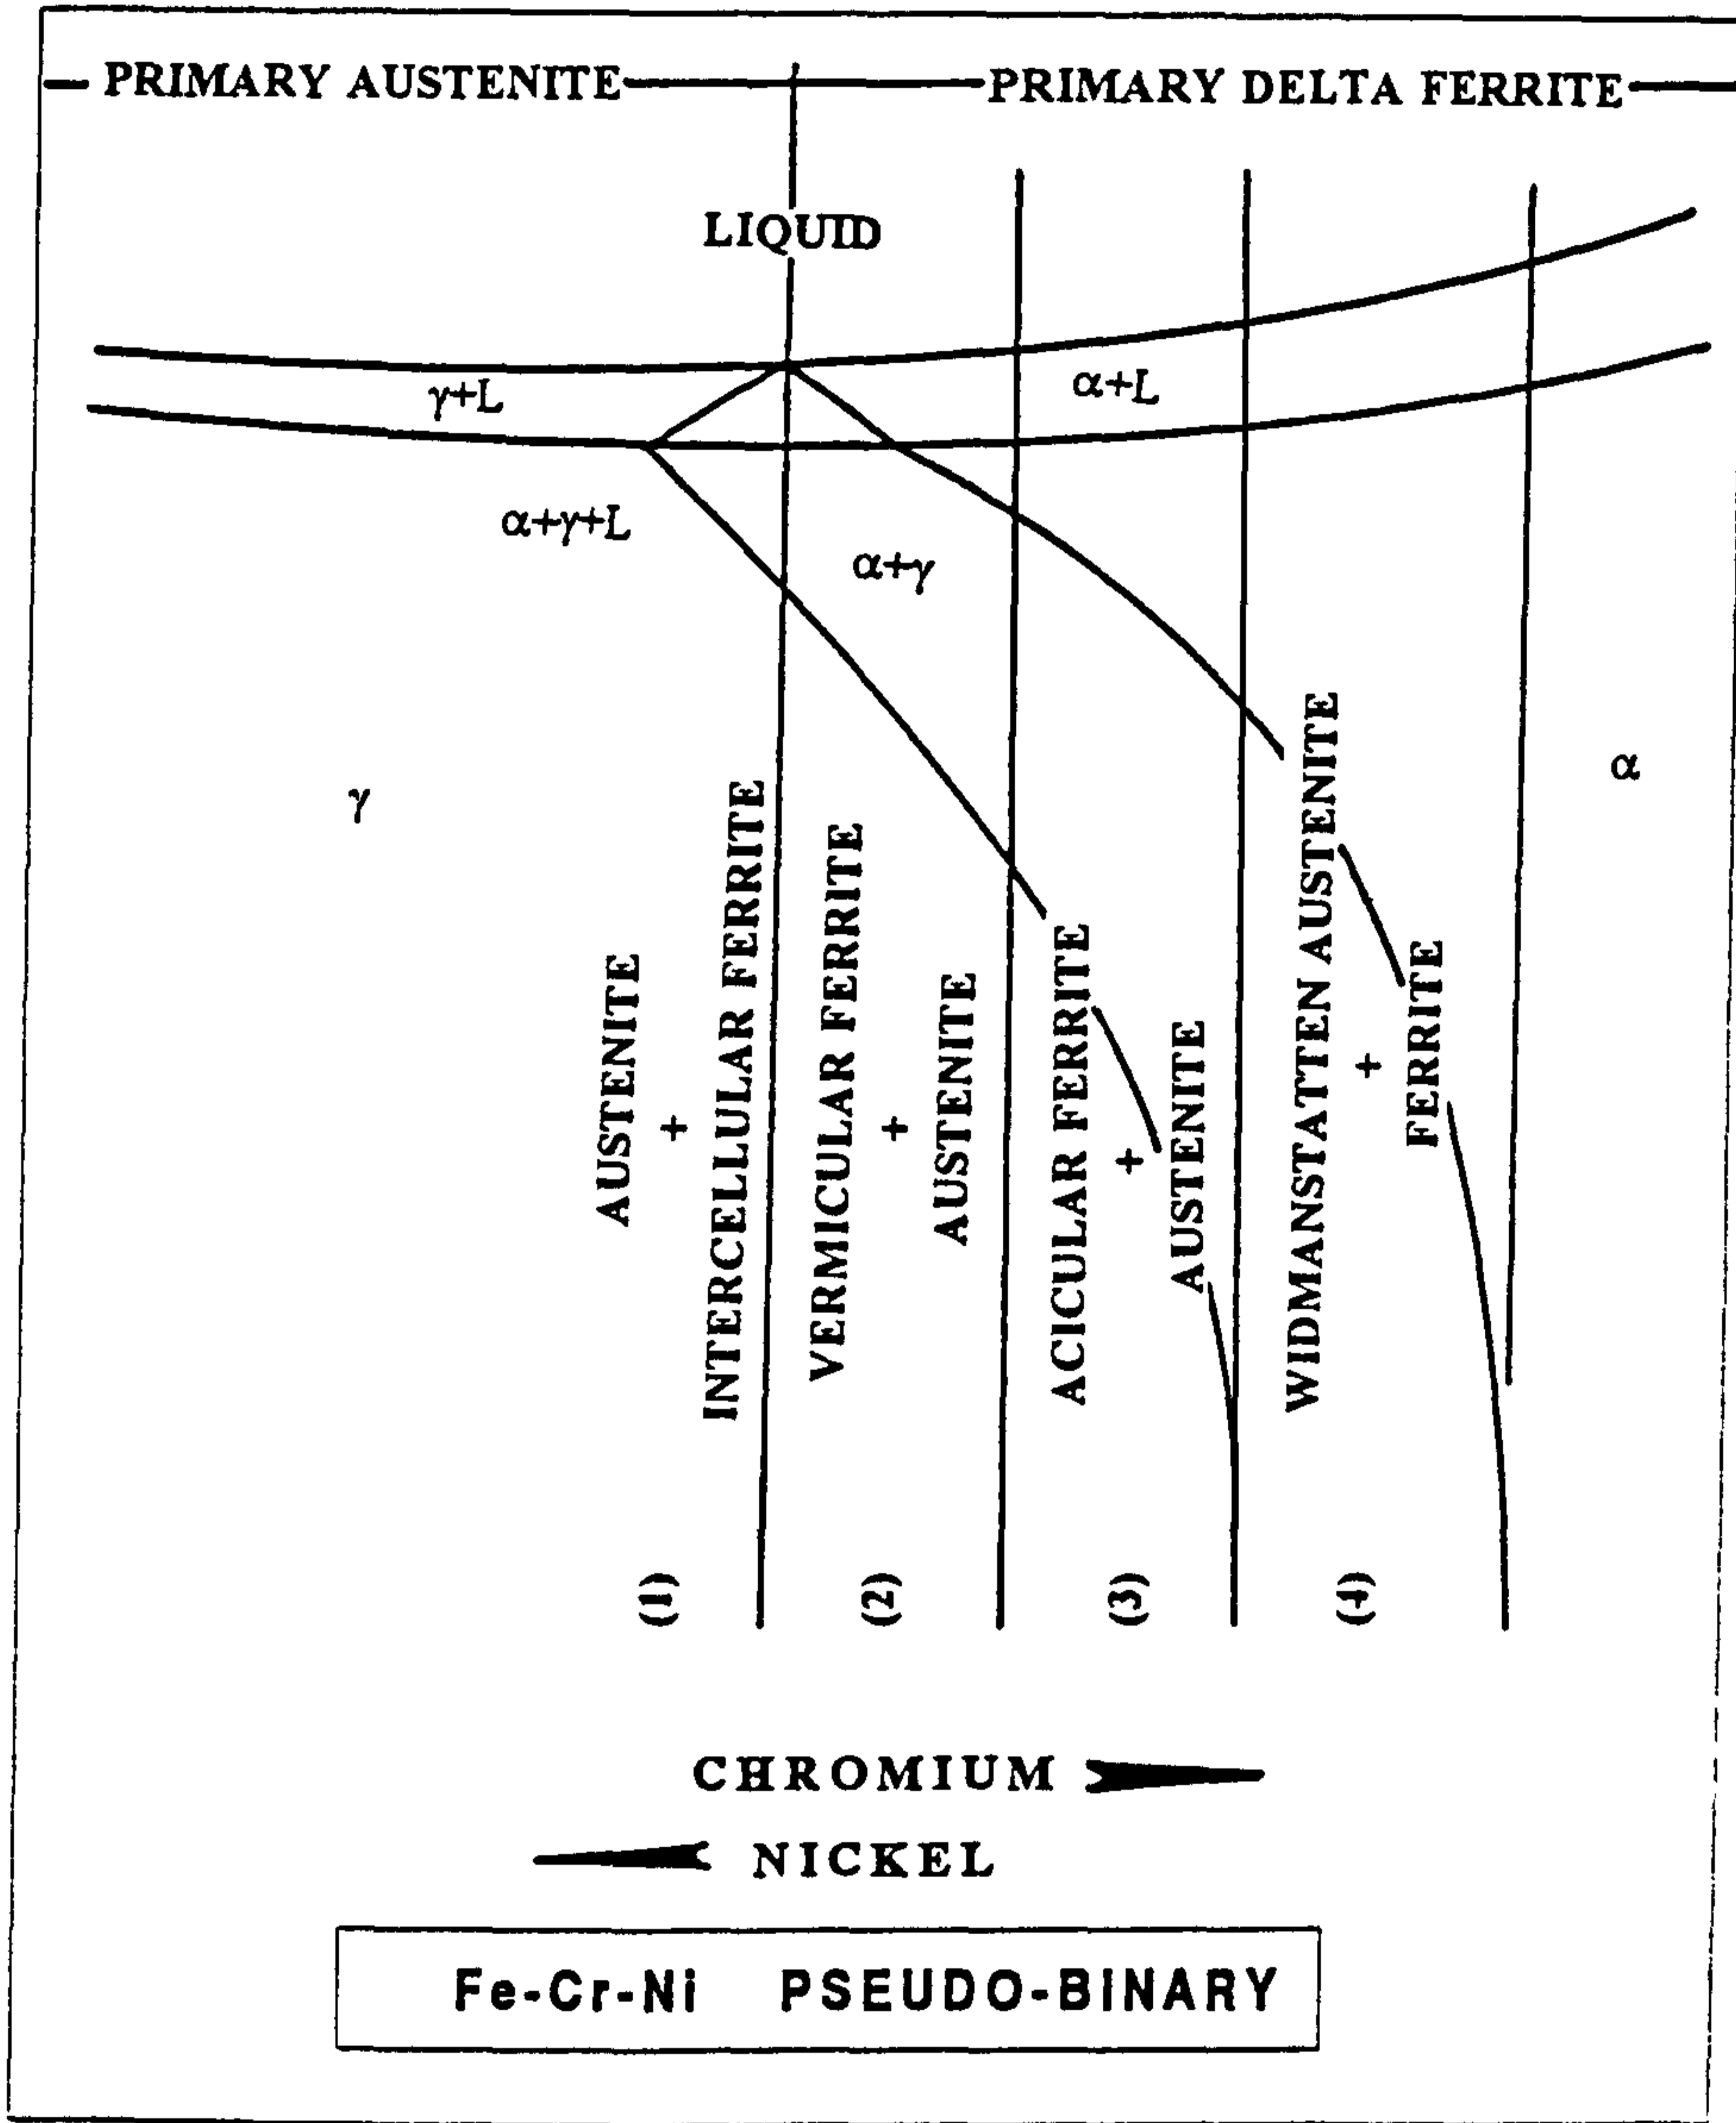 PRIMARY AUSTENITE
PRIMARY DELTA FERRITE
LIQUID
γ+L
α+L
α+γ+L
α+γ
γ
α
AUSTENITE
+
INTERCELLULAR FERRITE
VERMICULAR FERRITE
+
AUSTENITE
ACICULAR FERRITE
+
AUSTENITE
WIDMANSTATTEN AUSTENITE
+
FERRITE
(1)
(2)
(3)
(4)
CHROMIUM
NICKEL
Fe-Cr-Ni PSEUDO-BINARY